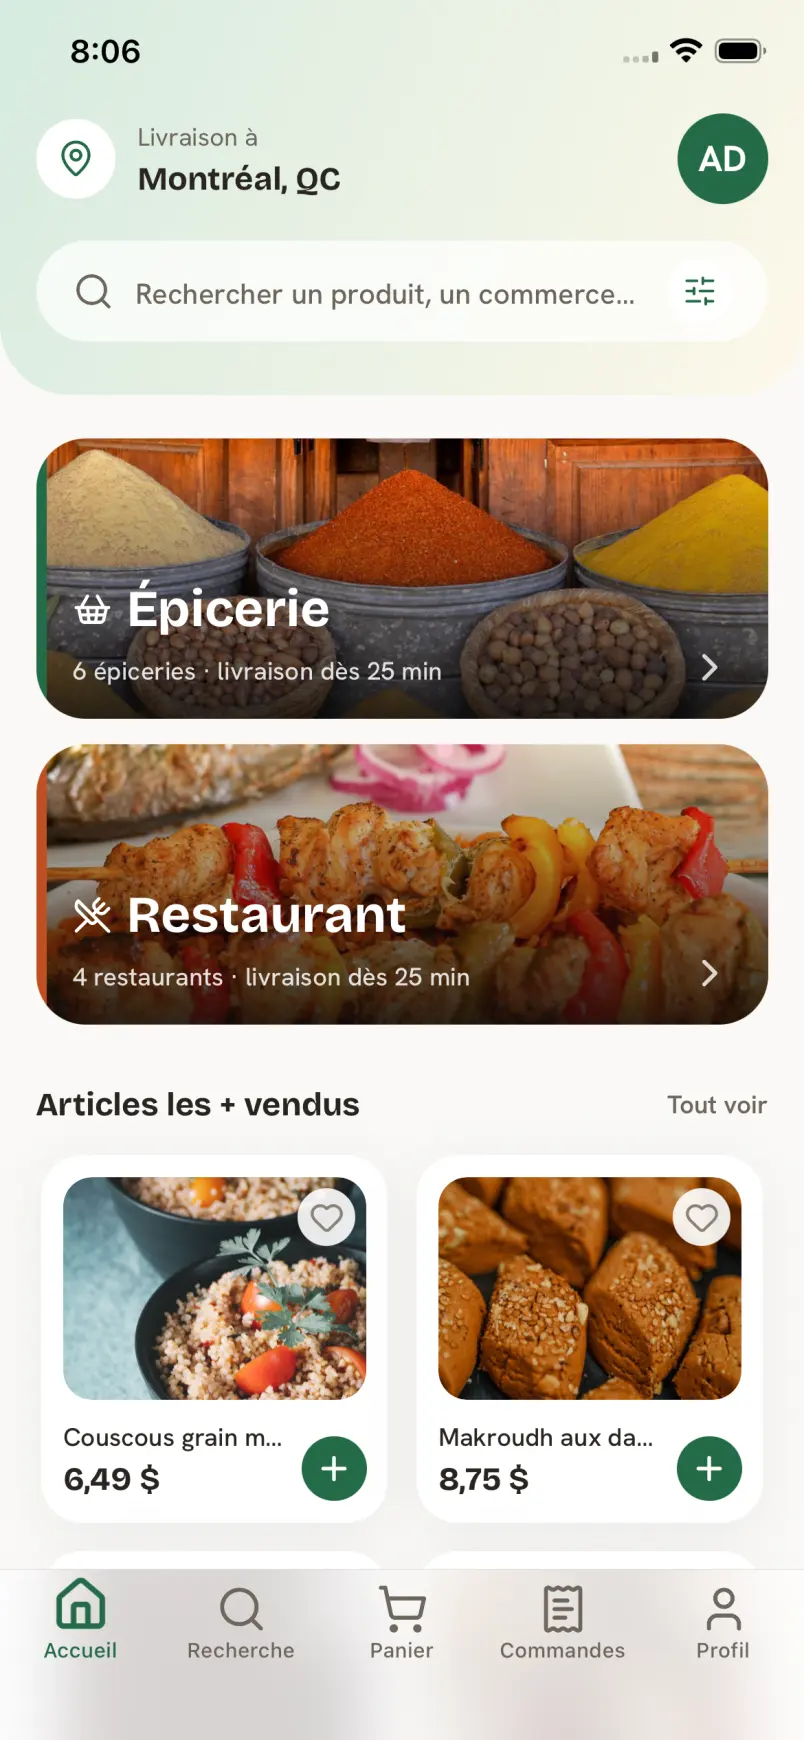 8:06
Livraison à
Montréal, QC
AD
Rechercher un produit, un commerce...
Épicerie
6 épiceries · livraison dès 25 min
Restaurant
4 restaurants · livraison dès 25 min
Articles les + vendus
Tout voir
Couscous grain m...
6,49 $
Makroudh aux da...
8,75 $
Accueil
Recherche
Panier
Commandes
Profil